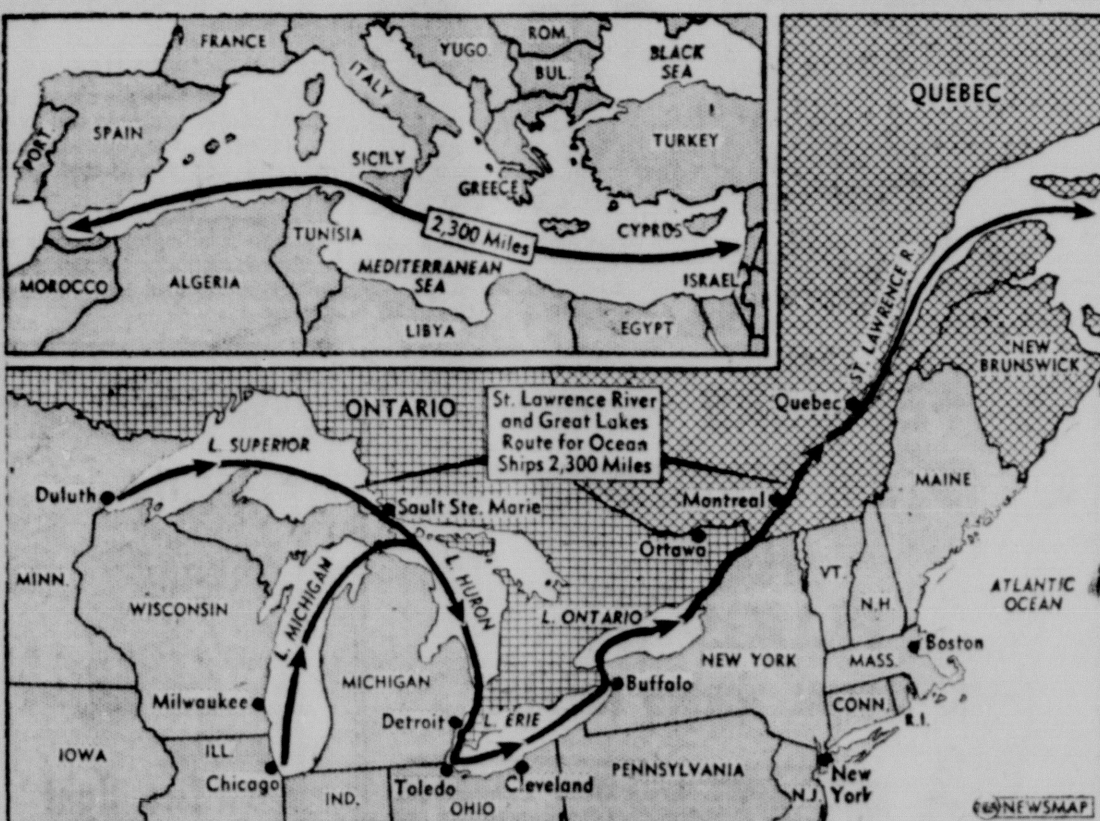 FRANCE
YUGO.
ROM.
BUL.
BLACK
SEA
ITALY
PORT.
SPAIN
TURKEY
SICILY
GREECE
2,300 Miles
CYPRUS
TUNISIA
MEDITERRANEAN
SEA
MOROCCO
ALGERIA
ISRAEL
LIBYA
EGYPT
QUEBEC
ST. LAWRENCE R.
NEW
BRUNSWICK
ONTARIO
St. Lawrence River
and Great Lakes
Route for Ocean
Ships 2,300 Miles
Quebec
L. SUPERIOR
Duluth
Sault Ste. Marie
Montreal
MAINE
Ottawa
MINN.
WISCONSIN
L. MICHIGAN
L. HURON
VT.
N.H.
ATLANTIC
OCEAN
L. ONTARIO
Boston
MICHIGAN
NEW YORK
MASS.
Buffalo
Milwaukee
CONN.
R.I.
Detroit
L. ERIE
IOWA
ILL.
Chicago
IND.
Toledo
OHIO
Cleveland
PENNSYLVANIA
N.J.
New
York
NEWSMAP